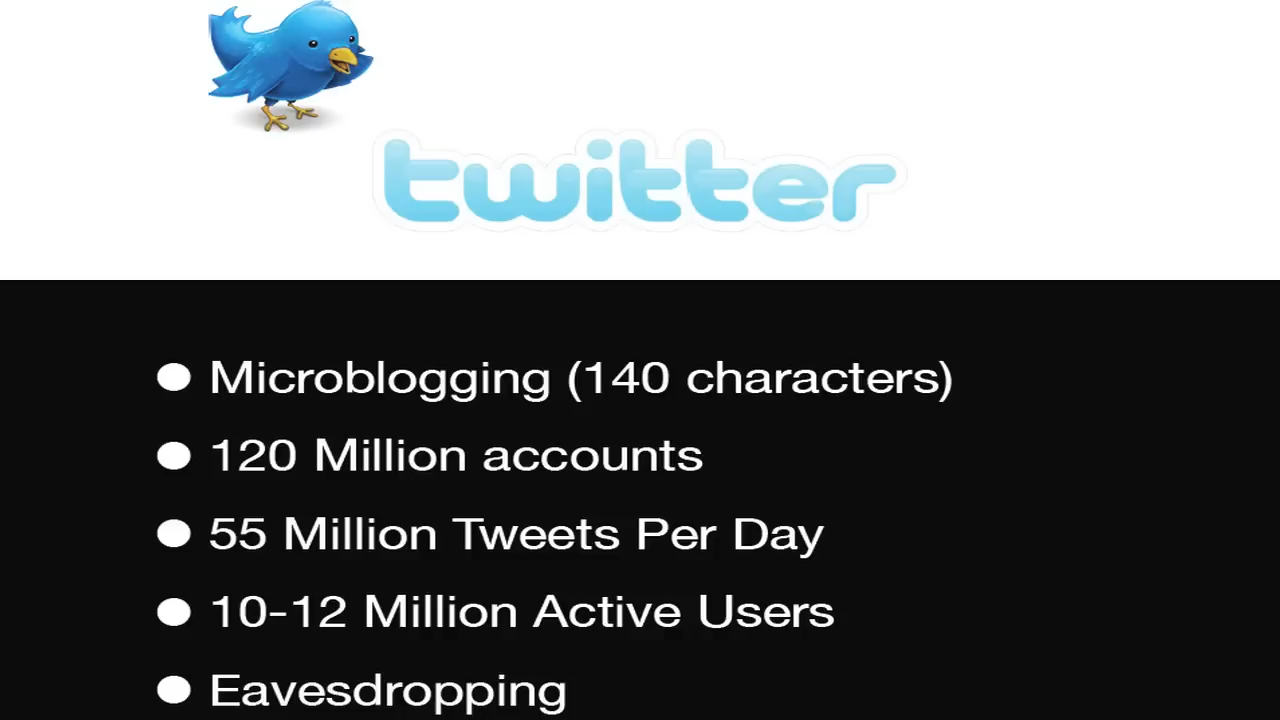 twitter
● Microblogging (140 characters)
● 120 Million accounts
● 55 Million Tweets Per Day
● 10-12 Million Active Users
● Eavesdropping